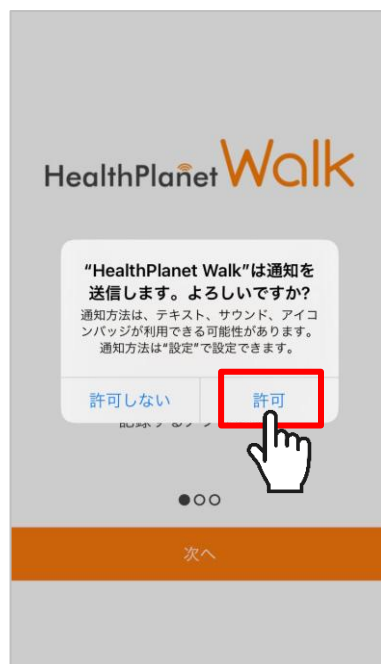 HealthPlanet Walk
“HealthPlanet Walk”は通知を
送信します。よろしいですか?
通知方法は、テキスト、サウンド、アイコ
ンバッジが利用できる可能性があります。
通知方法は“設定”で設定できます。
許可しない 許可
次へ